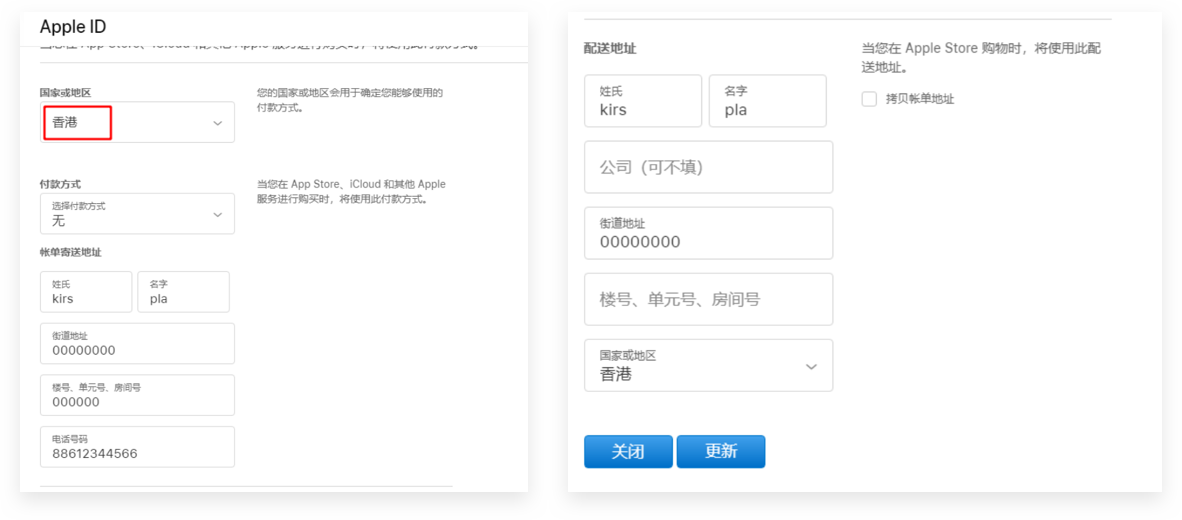 Apple ID
国家或地区
您的国家或地区会用于确定您能够使用的
付款方式。
香港
付款方式
当您在 App Store、iCloud 和其他 Apple
服务进行购买时，将使用此付款方式。
选择付款方式
无
帐单寄送地址
姓氏
kirs
名字
pla
街道地址
00000000
楼号、单元号、房间号
000000
电话号码
88612344566
配送地址
当您在 Apple Store 购物时，将使用此配
送地址。
拷贝帐单地址
姓氏
kirs
名字
pla
公司（可不填）
街道地址
00000000
楼号、单元号、房间号
国家或地区
香港
关闭
更新